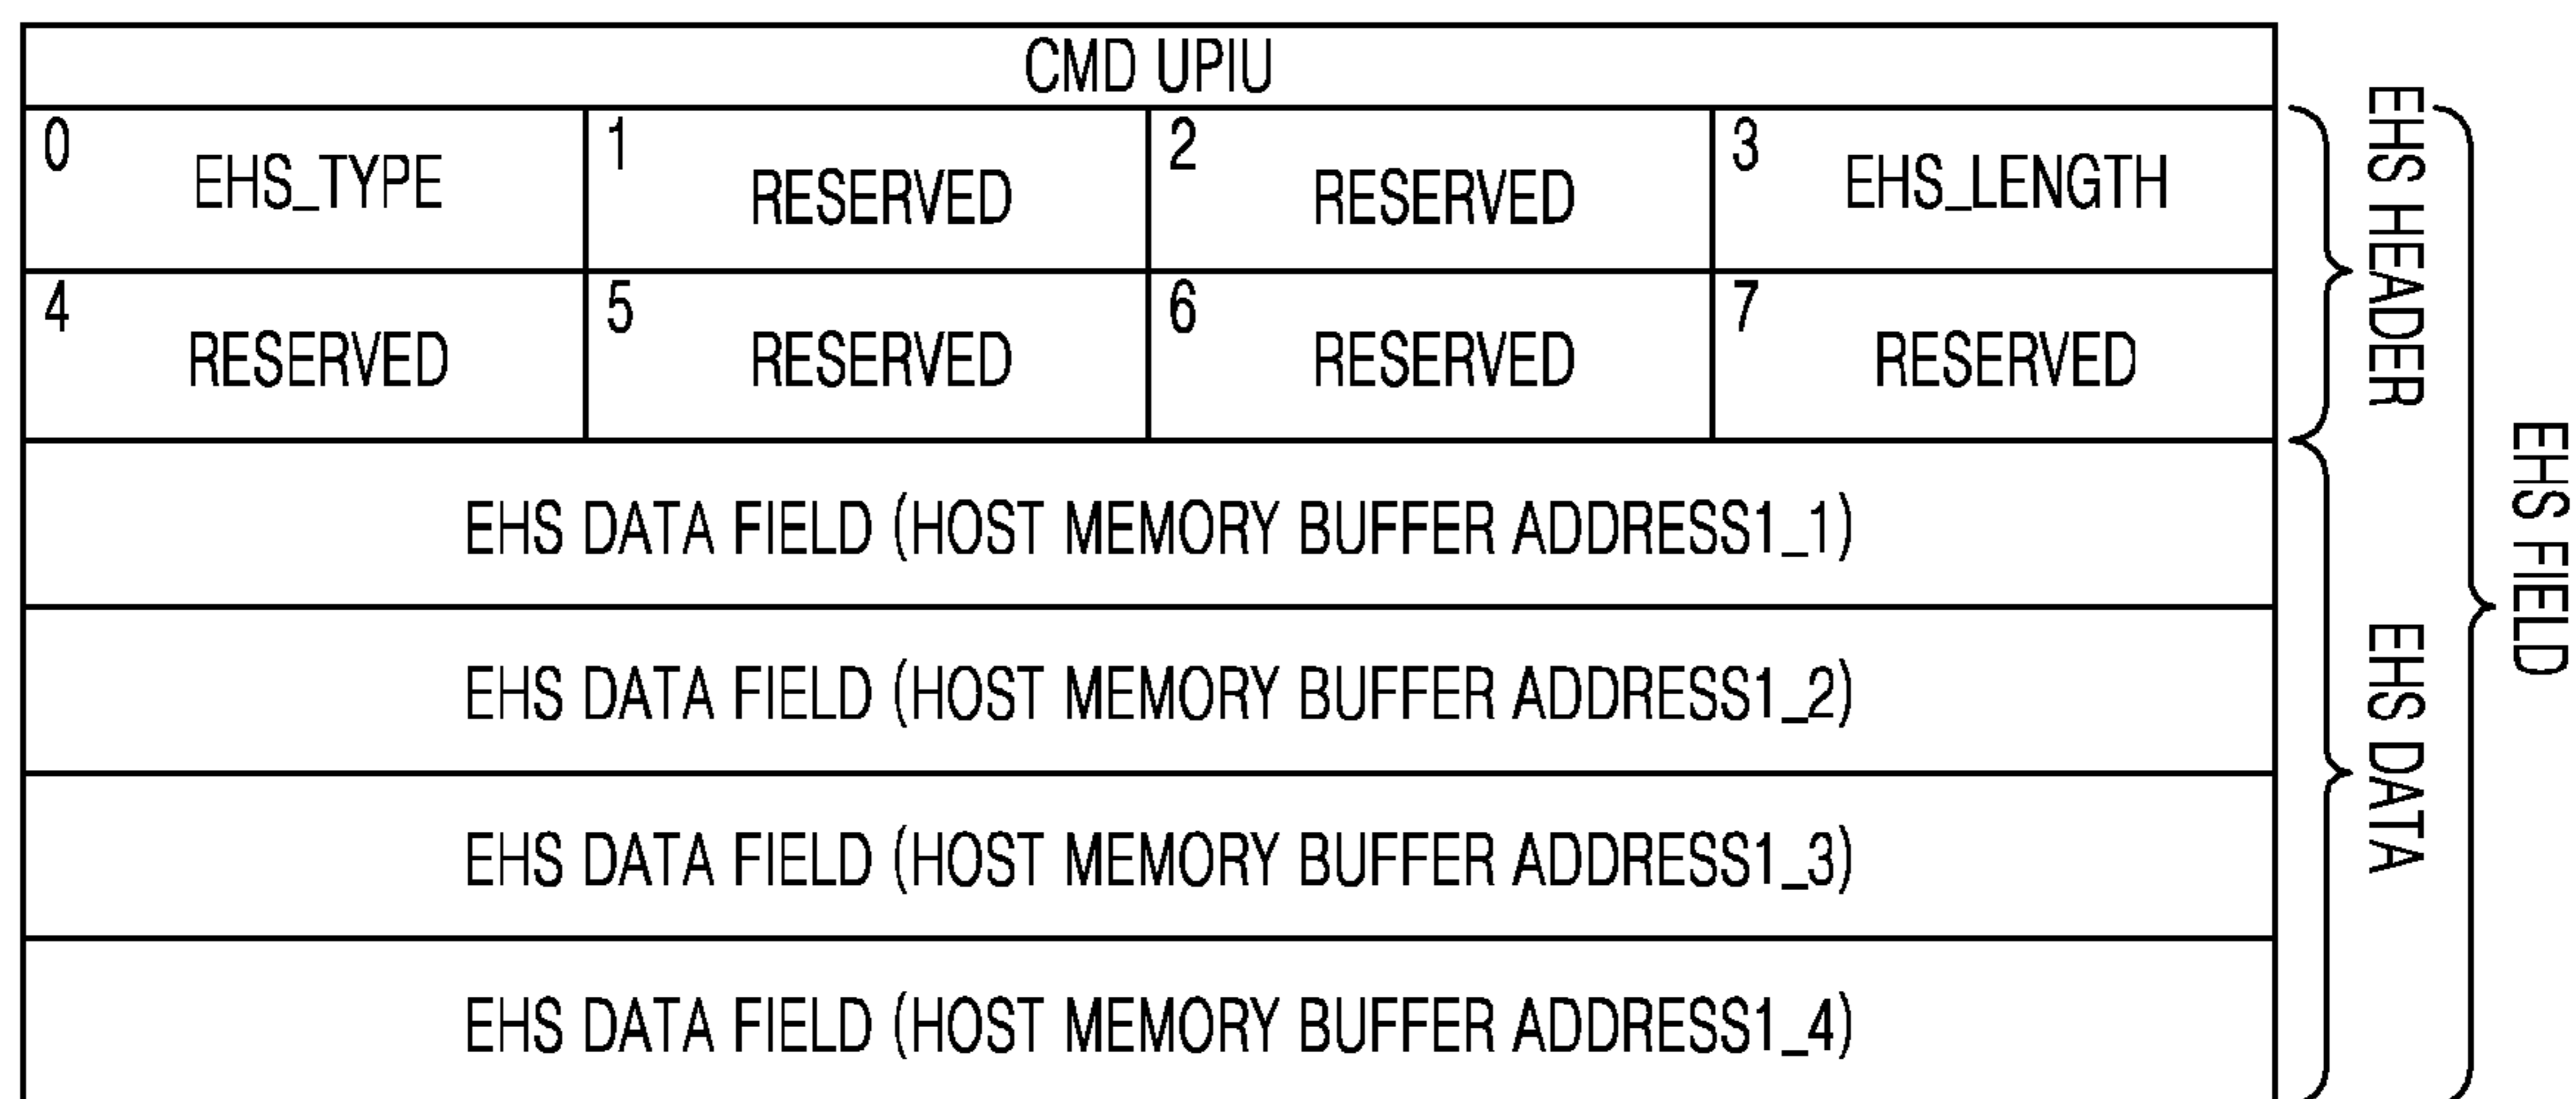 CMD UPIU
0 EHS_TYPE 1 RESERVED 2 RESERVED 3 EHS_LENGTH
4 RESERVED 5 RESERVED 6 RESERVED 7 RESERVED
EHS DATA FIELD (HOST MEMORY BUFFER ADDRESS1_1)
EHS DATA FIELD (HOST MEMORY BUFFER ADDRESS1_2)
EHS DATA FIELD (HOST MEMORY BUFFER ADDRESS1_3)
EHS DATA FIELD (HOST MEMORY BUFFER ADDRESS1_4)
EHS HEADER
EHS DATA
EHS FIELD